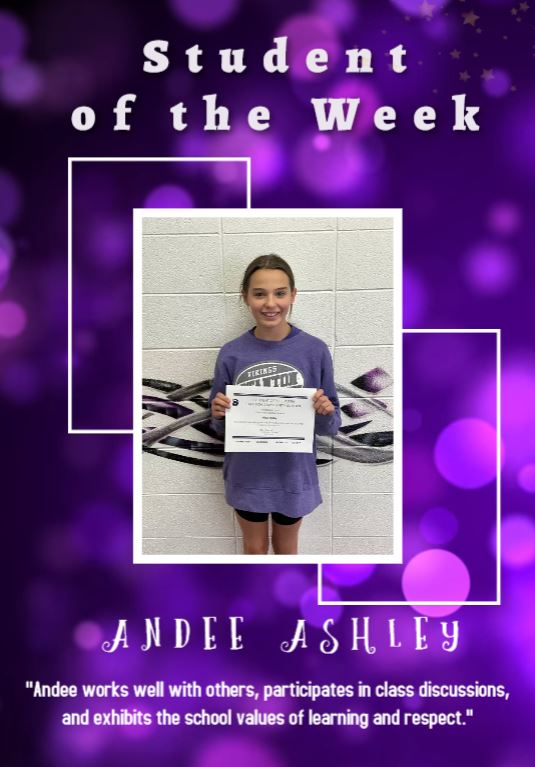 Student
of the Week
VIKINGS
ANDEE ASHLEY
"Andee works well with others, participates in class discussions,
and exhibits the school values of learning and respect."